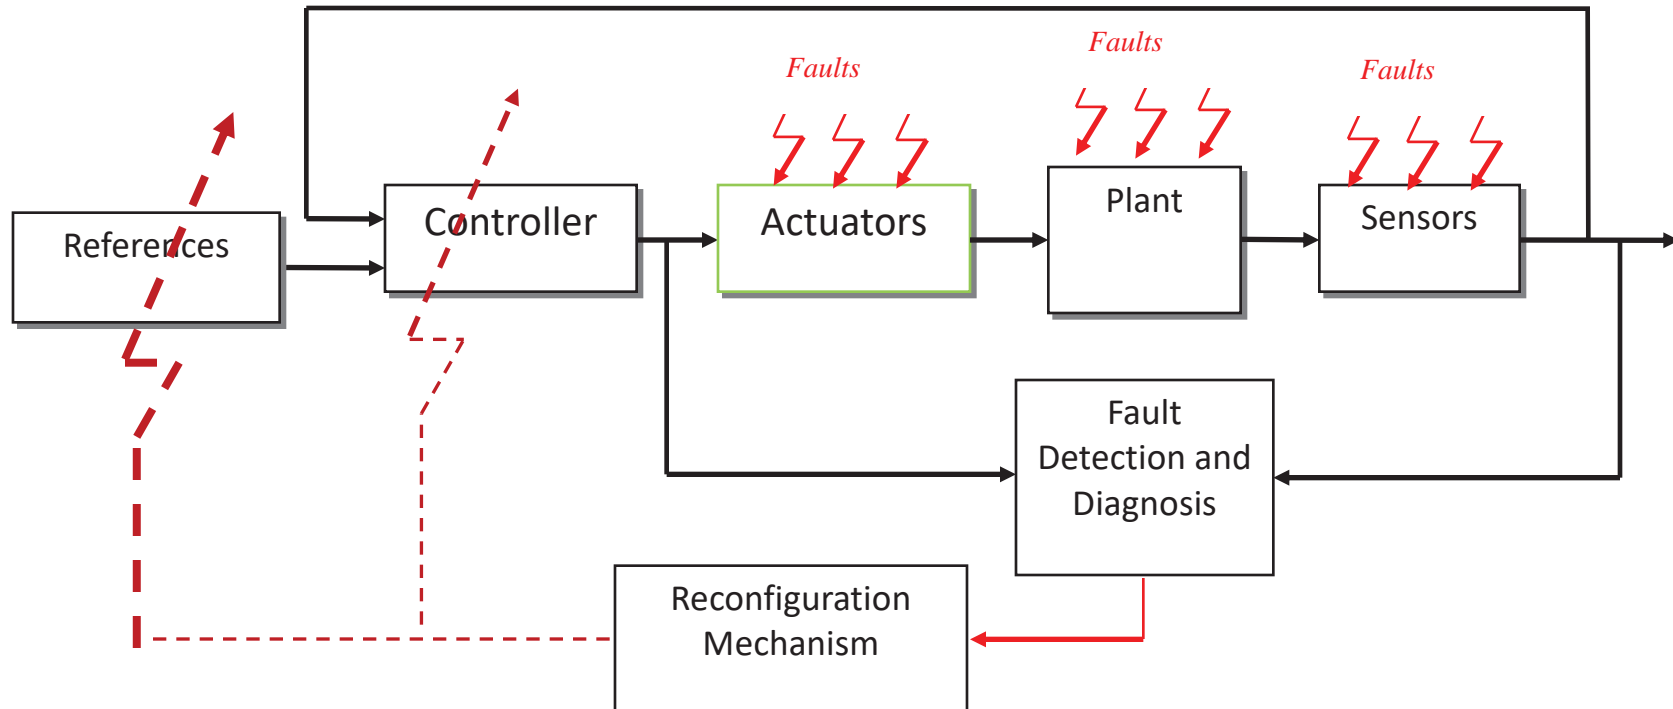 Faults
Faults
Faults
References
Controller
Actuators
Plant
Sensors
Fault
Detection and
Diagnosis
Reconfiguration
Mechanism